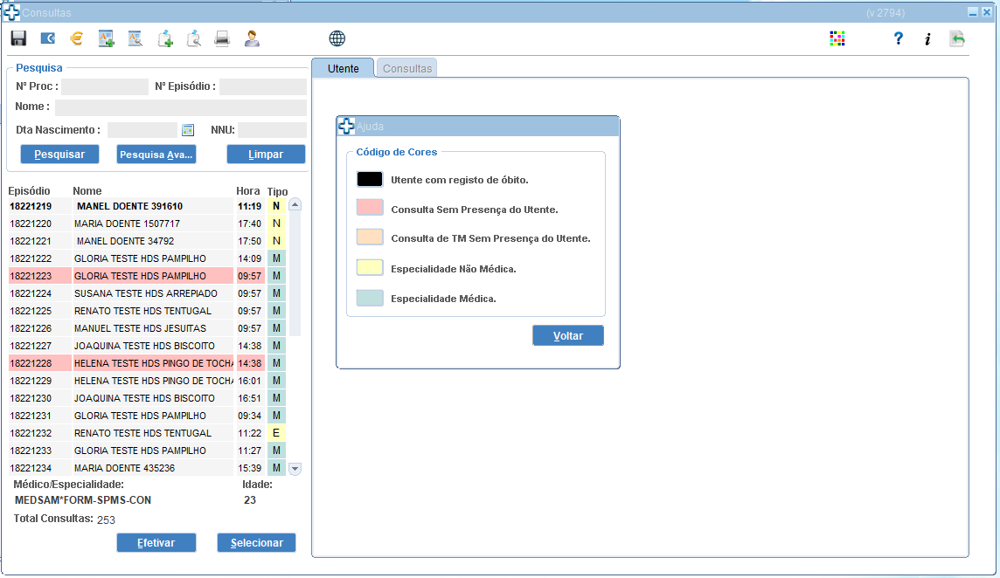 Consultas (v 2794)
Pesquisa
Nº Proc : Nº Episódio :
Nome :
Dta Nascimento : NNU:
Pesquisar Pesquisa Ava... Limpar
Episódio Nome Hora Tipo
18221219 MANEL DOENTE 391610 11:19 N
18221220 MARIA DOENTE 1507717 17:40 N
18221221 MANEL DOENTE 34792 17:50 N
18221222 GLORIA TESTE HDS PAMPILHO 14:09 M
18221223 GLORIA TESTE HDS PAMPILHO 09:57 M
18221224 SUSANA TESTE HDS ARREPIADO 09:57 M
18221225 RENATO TESTE HDS TENTUGAL 09:57 M
18221226 MANUEL TESTE HDS JESUITAS 09:57 M
18221227 JOAQUINA TESTE HDS BISCOITO 14:38 M
18221228 HELENA TESTE HDS PINGO DE TOCHA 14:38 M
18221229 HELENA TESTE HDS PINGO DE TOCHA 16:01 M
18221230 JOAQUINA TESTE HDS BISCOITO 16:51 M
18221231 GLORIA TESTE HDS PAMPILHO 09:34 M
18221232 RENATO TESTE HDS TENTUGAL 11:22 E
18221233 GLORIA TESTE HDS PAMPILHO 11:27 M
18221234 MARIA DOENTE 435236 15:39 M
Médico/Especialidade: Idade:
MEDSAM*FORM-SPMS-CON 23
Total Consultas: 253
Efetivar Selecionar
Utente Consultas
Ajuda
Código de Cores
Utente com registo de óbito.
Consulta Sem Presença do Utente.
Consulta de TM Sem Presença do Utente.
Especialidade Não Médica.
Especialidade Médica.
Voltar